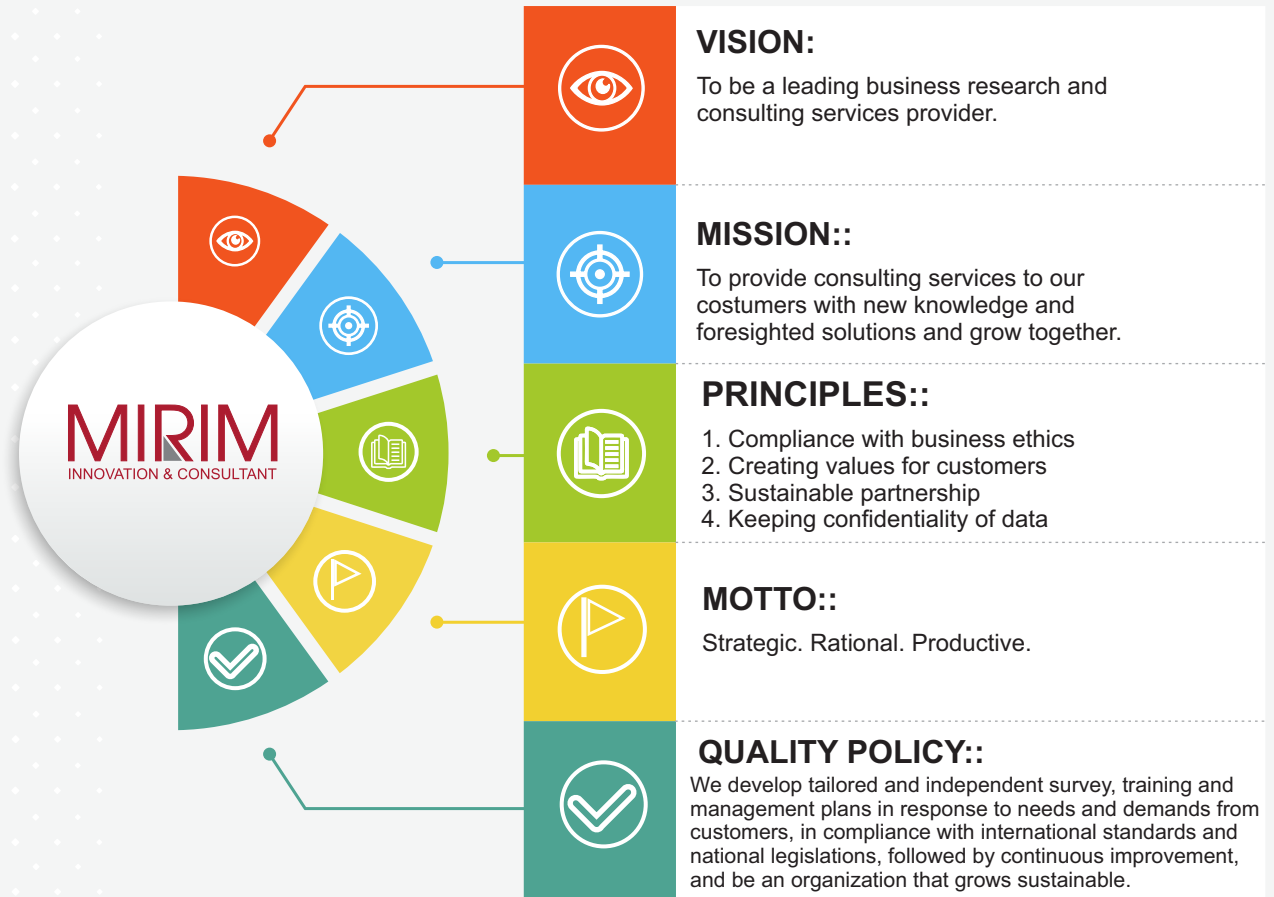 MIRIM
INNOVATION & CONSULTANT
VISION:
To be a leading business research and
consulting services provider.
MISSION::
To provide consulting services to our
costumers with new knowledge and
foresighted solutions and grow together.
PRINCIPLES::
1. Compliance with business ethics
2. Creating values for customers
3. Sustainable partnership
4. Keeping confidentiality of data
MOTTO::
Strategic. Rational. Productive.
QUALITY POLICY::
We develop tailored and independent survey, training and
management plans in response to needs and demands from
customers, in compliance with international standards and
national legislations, followed by continuous improvement,
and be an organization that grows sustainable.